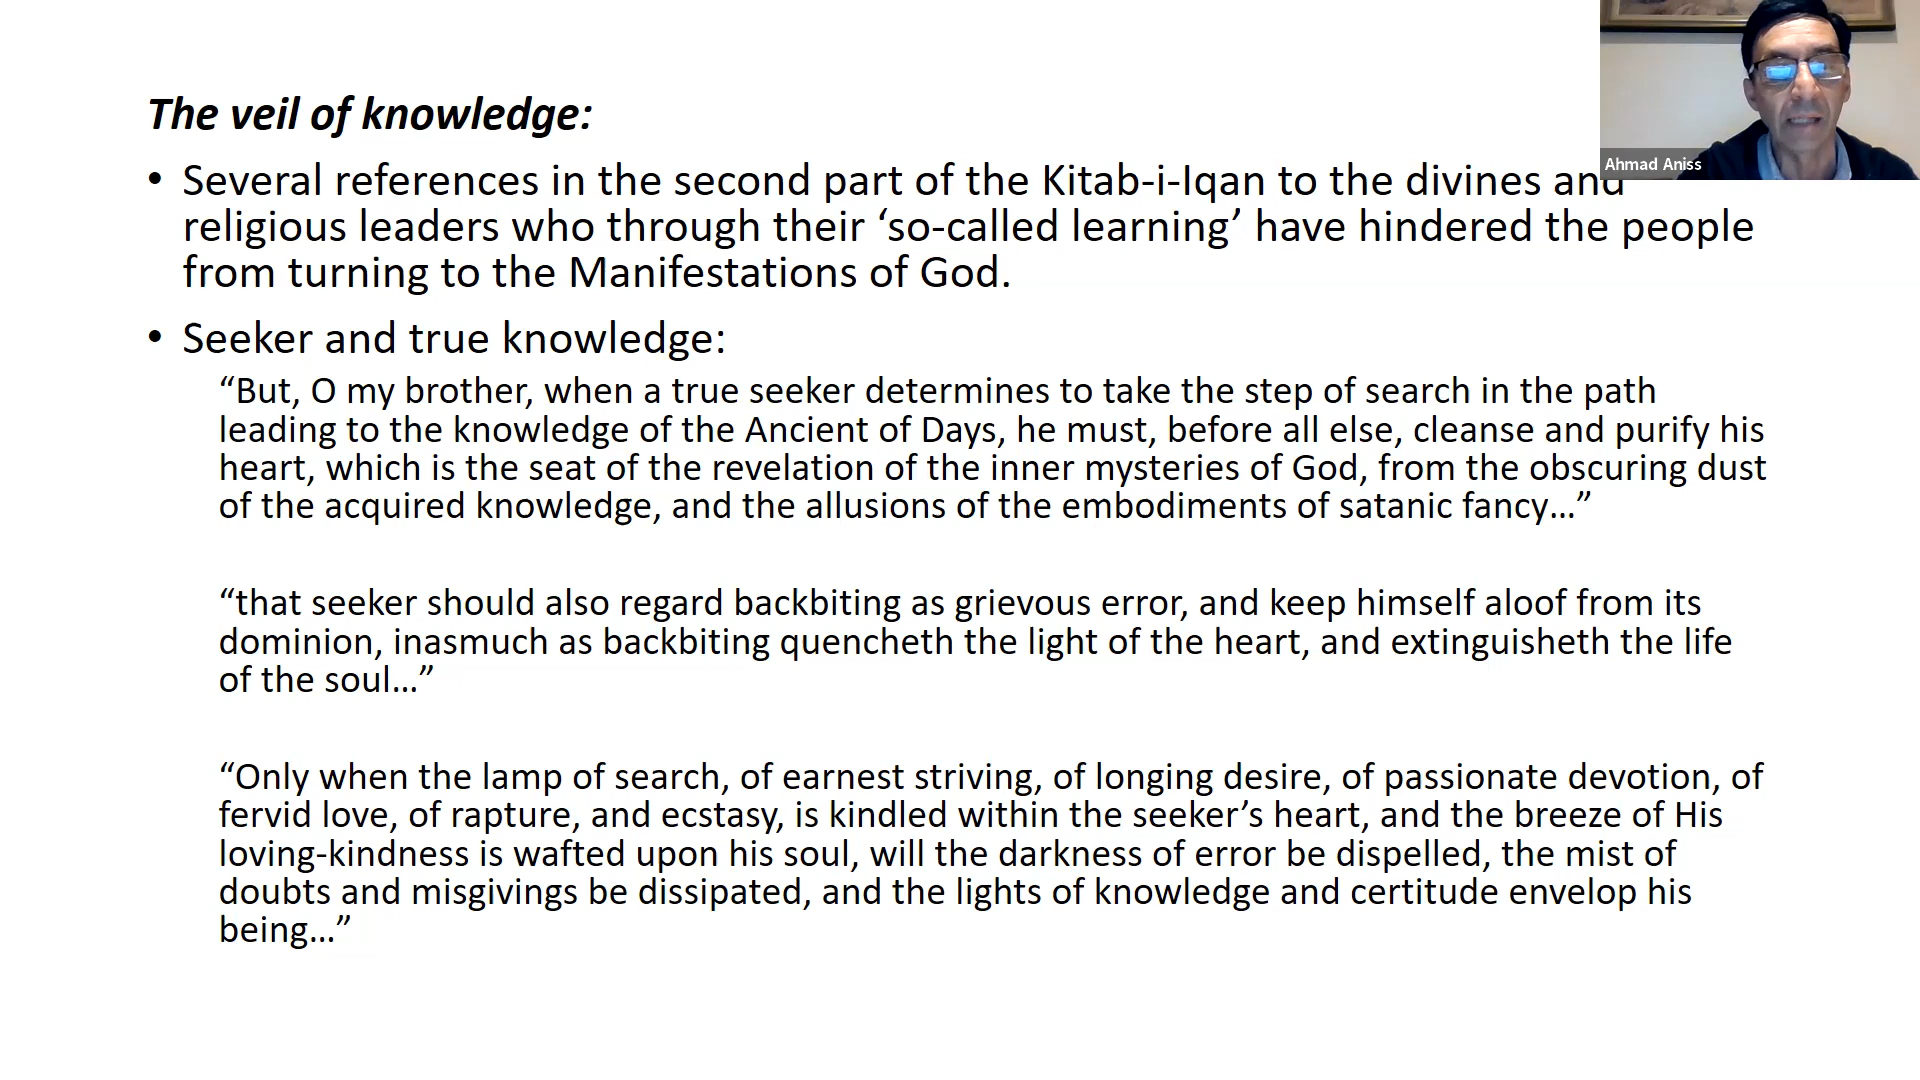 The veil of knowledge:
• Several references in the second part of the Kitab-i-Iqan to the divines and
religious leaders who through their ‘so-called learning’ have hindered the people
from turning to the Manifestations of God.
• Seeker and true knowledge:
“But, O my brother, when a true seeker determines to take the step of search in the path
leading to the knowledge of the Ancient of Days, he must, before all else, cleanse and purify his
heart, which is the seat of the revelation of the inner mysteries of God, from the obscuring dust
of the acquired knowledge, and the allusions of the embodiments of satanic fancy…”
“that seeker should also regard backbiting as grievous error, and keep himself aloof from its
dominion, inasmuch as backbiting quencheth the light of the heart, and extinguisheth the life
of the soul…”
“Only when the lamp of search, of earnest striving, of longing desire, of passionate devotion, of
fervid love, of rapture, and ecstasy, is kindled within the seeker’s heart, and the breeze of His
loving-kindness is wafted upon his soul, will the darkness of error be dispelled, the mist of
doubts and misgivings be dissipated, and the lights of knowledge and certitude envelop his
being…”
Ahmad Aniss